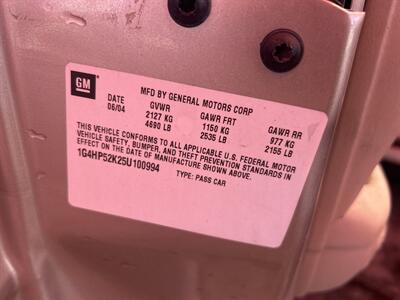 GM
MFD BY GENERAL MOTORS CORP
DATE GVWR GAWR FRT GAWR RR
06/04 2127 KG 1150 KG 977 KG
4690 LB 2535 LB 2155 LB
THIS VEHICLE CONFORMS TO ALL APPLICABLE U.S. FEDERAL MOTOR
VEHICLE SAFETY, BUMPER, AND THEFT PREVENTION STANDARDS IN
EFFECT ON THE DATE OF MANUFACTURE SHOWN ABOVE.
1G4HP52K25U100994 TYPE: PASS CAR